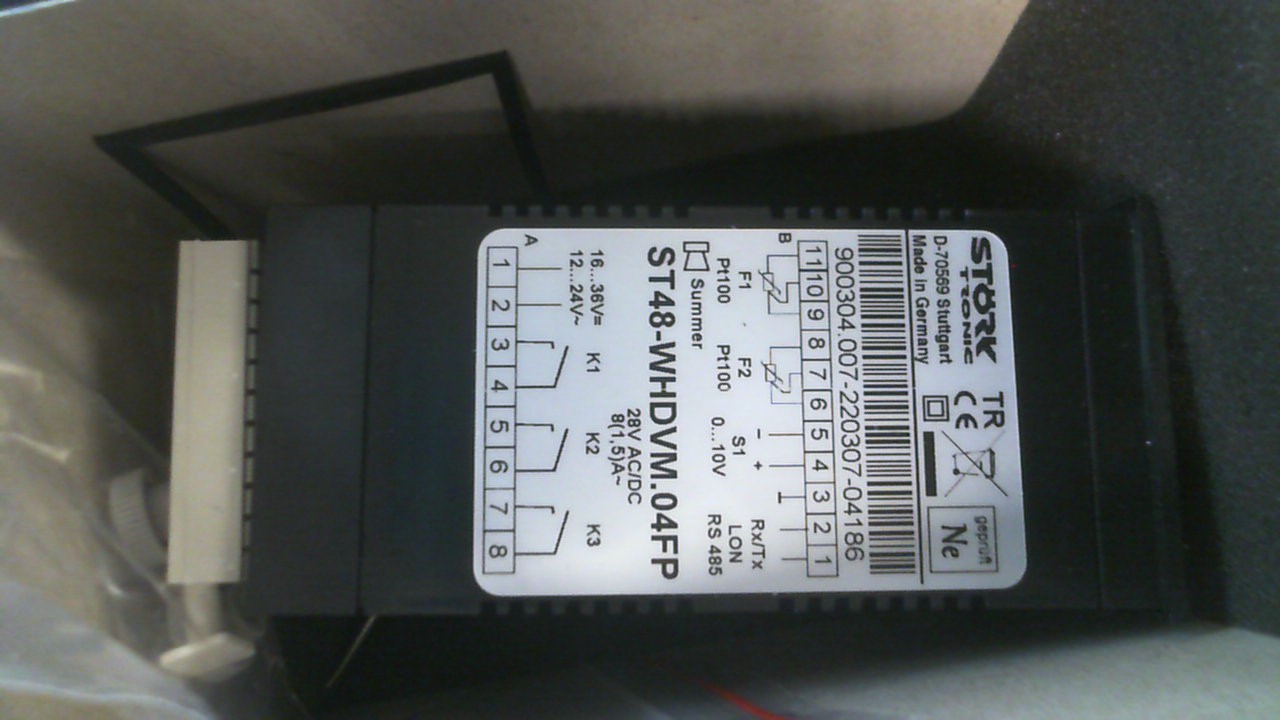 STÖRK
TRONIC
TR
CE
D-70569 Stuttgart
Made in Germany
geprüft
Ne
900304.007-220307-04186
11 10 9 8 7 6 5 4 3 2 1
B
F1 F2 S1 Rx/Tx
- + LON
Pt100 Pt100 0...10V RS 485
Summer
ST48-WHDVM.04FP
28V AC/DC
8(1,5)A~
16...36V= K1 K2 K3
12...24V~
A
1 2 3 4 5 6 7 8